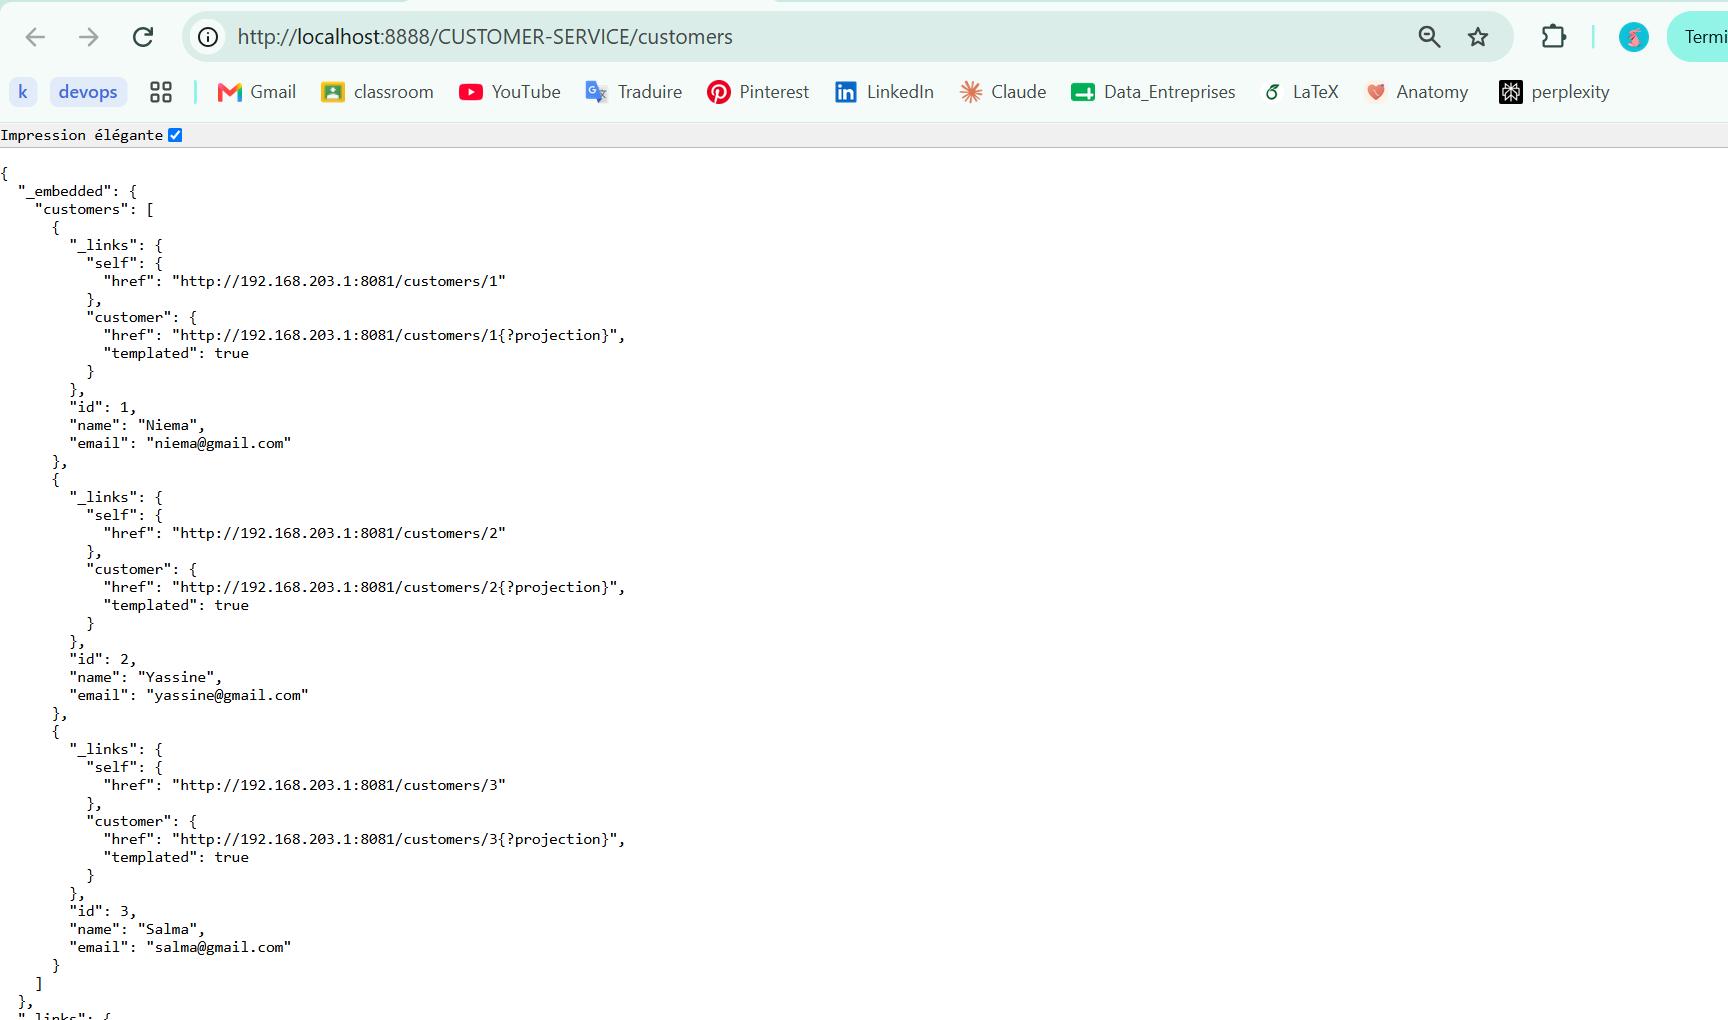 http://localhost:8888/CUSTOMER-SERVICE/customers
Termi
k devops Gmail classroom YouTube Traduire Pinterest LinkedIn Claude Data_Entreprises LaTeX Anatomy perplexity
Impression élégante
{
  "_embedded": {
    "customers": [
      {
        "_links": {
          "self": {
            "href": "http://192.168.203.1:8081/customers/1"
          },
          "customer": {
            "href": "http://192.168.203.1:8081/customers/1{?projection}",
            "templated": true
          }
        },
        "id": 1,
        "name": "Niema",
        "email": "niema@gmail.com"
      },
      {
        "_links": {
          "self": {
            "href": "http://192.168.203.1:8081/customers/2"
          },
          "customer": {
            "href": "http://192.168.203.1:8081/customers/2{?projection}",
            "templated": true
          }
        },
        "id": 2,
        "name": "Yassine",
        "email": "yassine@gmail.com"
      },
      {
        "_links": {
          "self": {
            "href": "http://192.168.203.1:8081/customers/3"
          },
          "customer": {
            "href": "http://192.168.203.1:8081/customers/3{?projection}",
            "templated": true
          }
        },
        "id": 3,
        "name": "Salma",
        "email": "salma@gmail.com"
      }
    ]
  },
  "_links": {